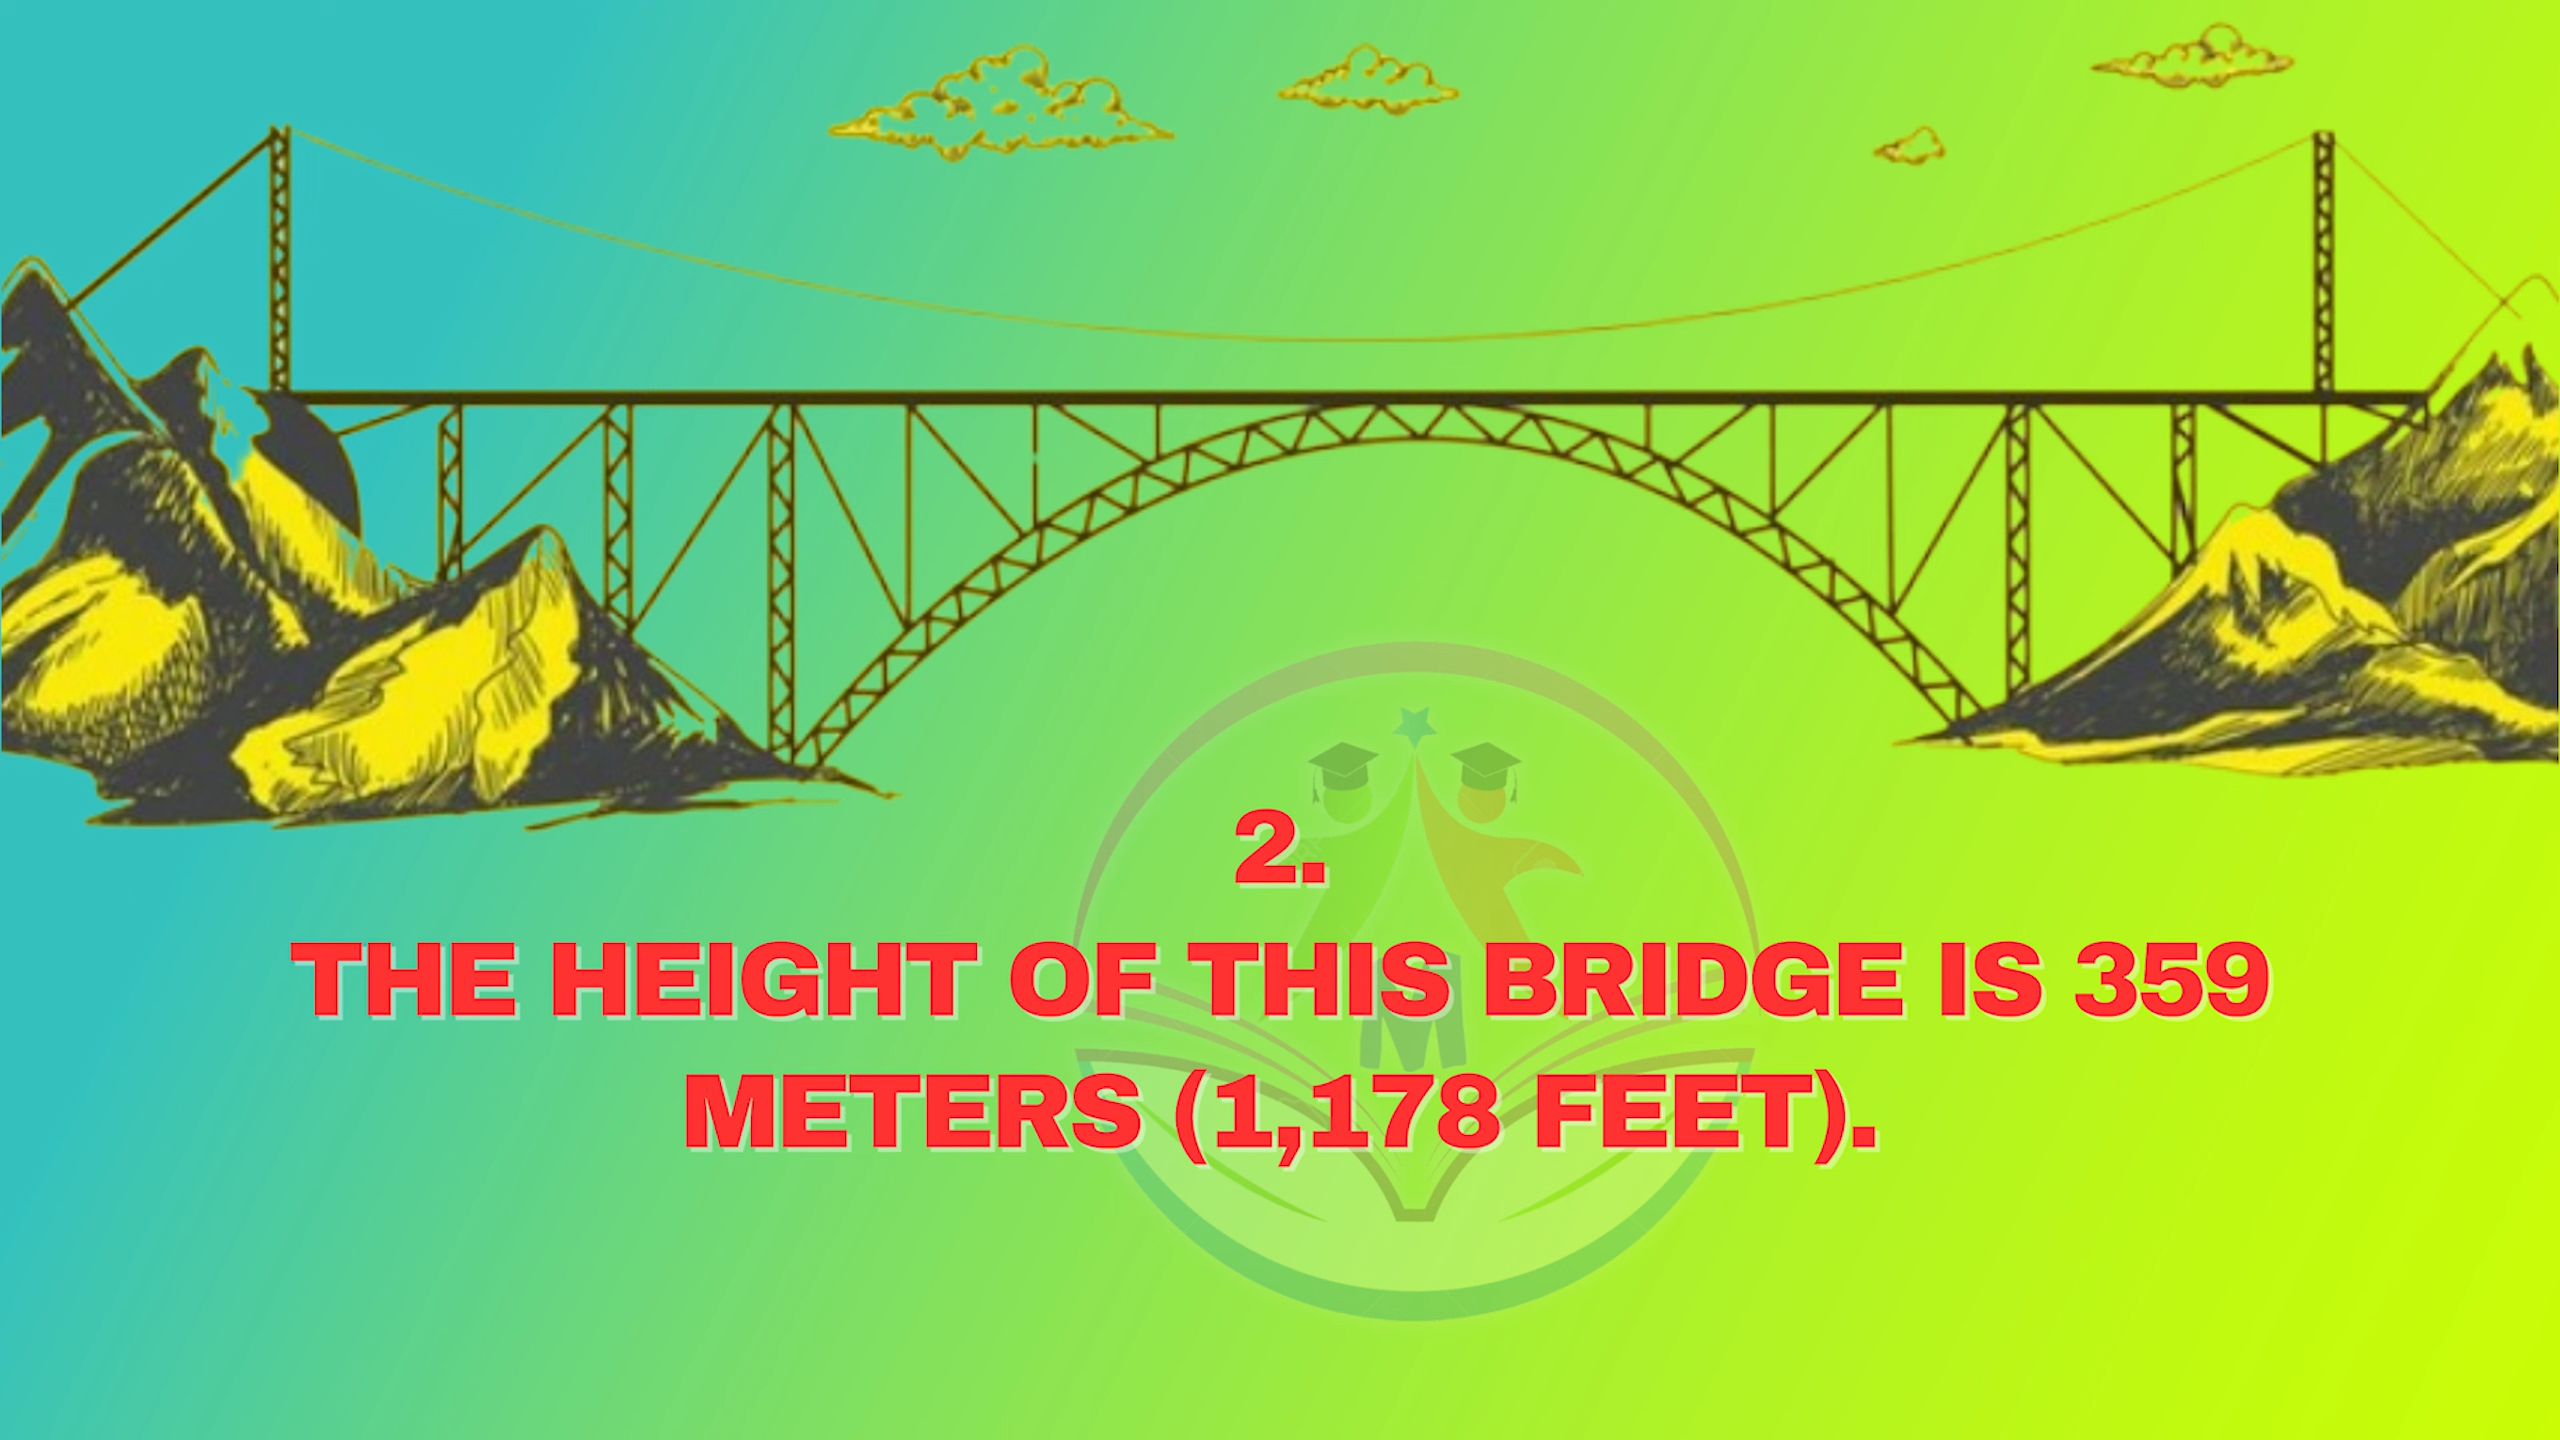 2.
THE HEIGHT OF THIS BRIDGE IS 359
METERS (1,178 FEET).